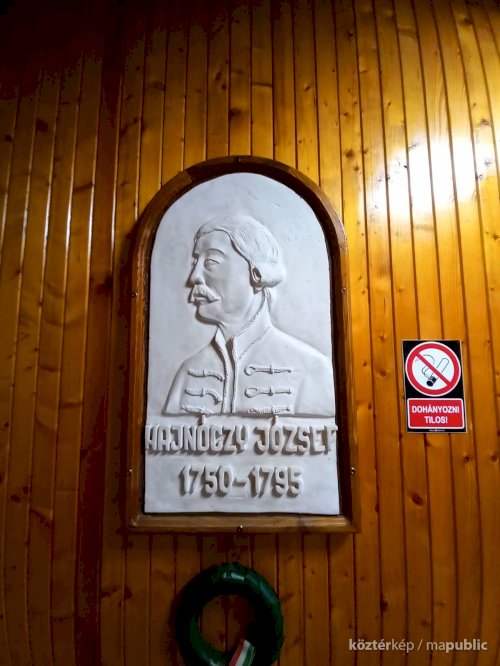 HAJNÓCZY JÓZSEF
1750-1795
DOHÁNYOZNI
TILOS!
köztérkép / mapublic